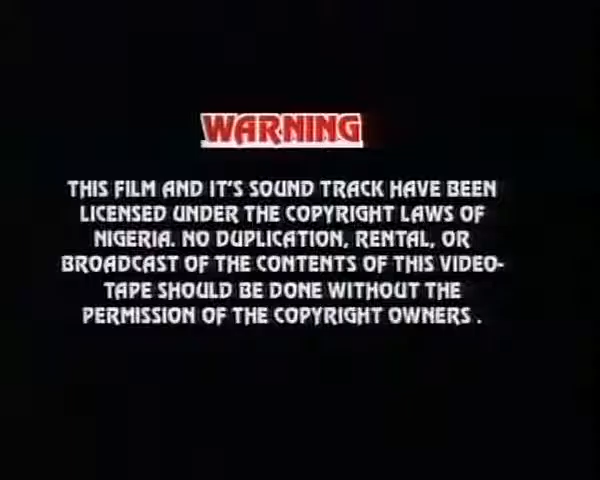 WARNING
THIS FILM AND IT'S SOUND TRACK HAVE BEEN
LICENSED UNDER THE COPYRIGHT LAWS OF
NIGERIA. NO DUPLICATION, RENTAL, OR
BROADCAST OF THE CONTENTS OF THIS VIDEO-
TAPE SHOULD BE DONE WITHOUT THE
PERMISSION OF THE COPYRIGHT OWNERS .